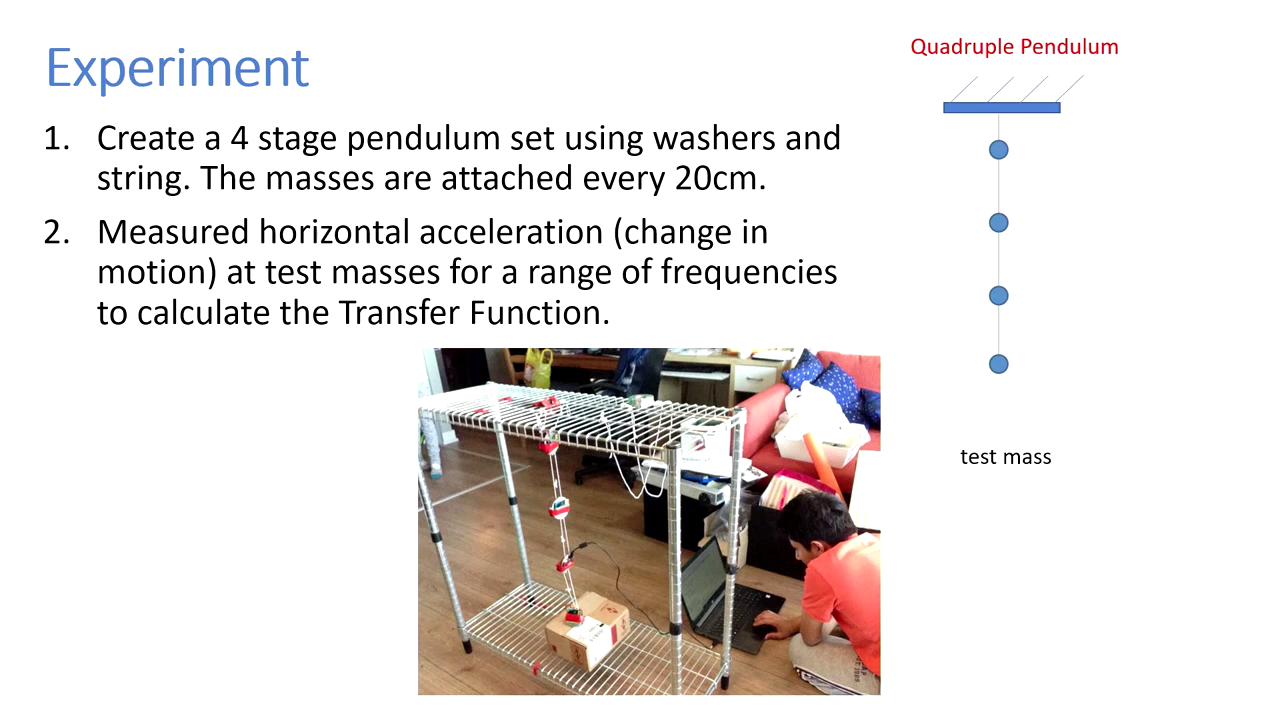 Experiment
1. Create a 4 stage pendulum set using washers and
string. The masses are attached every 20cm.
2. Measured horizontal acceleration (change in
motion) at test masses for a range of frequencies
to calculate the Transfer Function.
Quadruple Pendulum
test mass